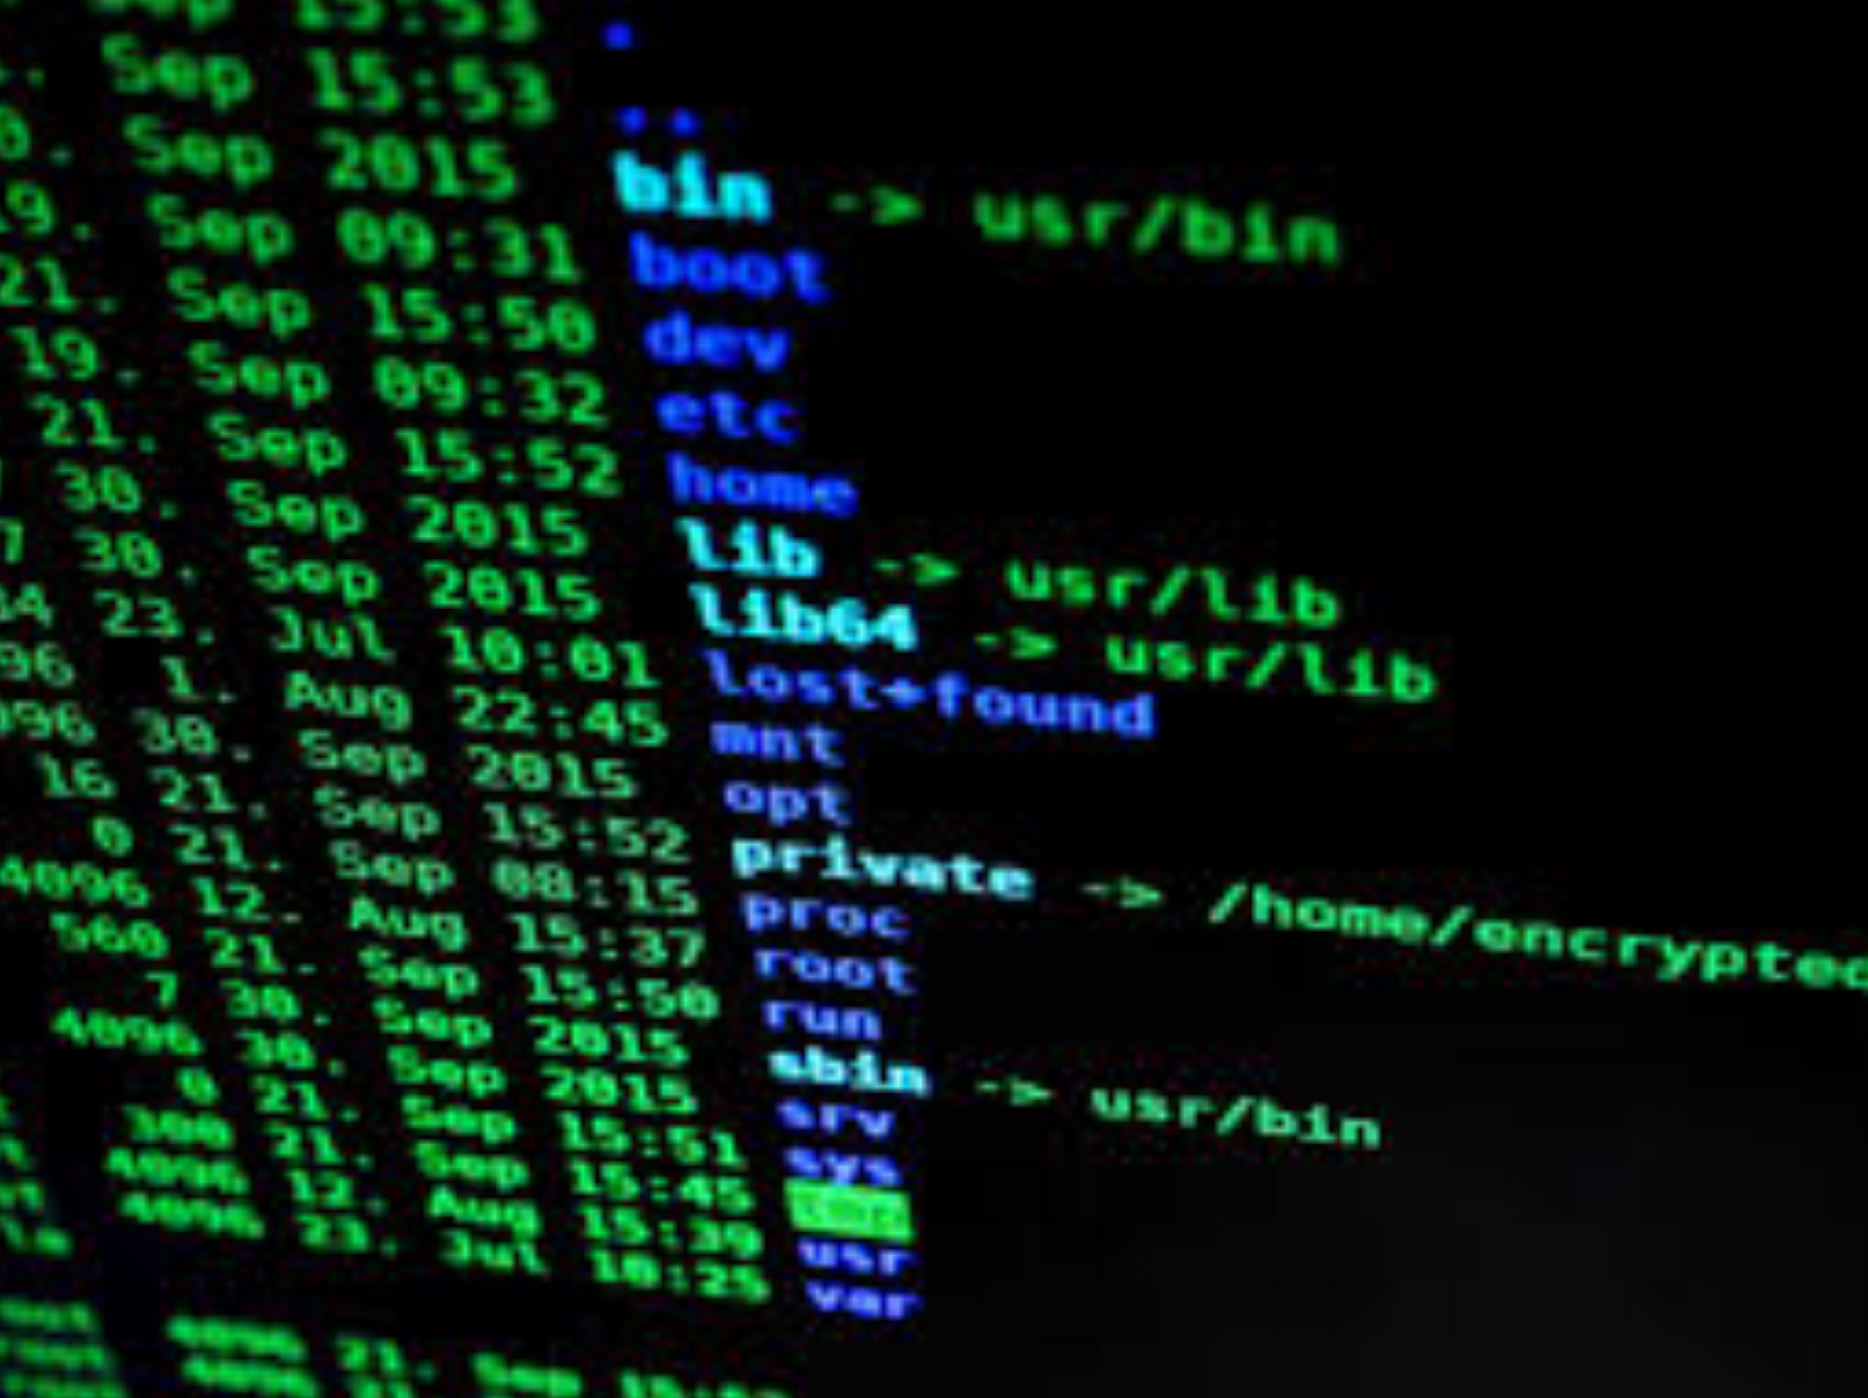 Sep 15:53 .
. Sep 15:53 ..
0. Sep 2015 bin -> usr/bin
19. Sep 09:31 boot
21. Sep 15:50 dev
19. Sep 09:32 etc
21. Sep 15:52 home
30. Sep 2015 lib -> usr/lib
7 30. Sep 2015 lib64 -> usr/lib
84 23. Jul 10:01 lost+found
96 1. Aug 22:45 mnt
096 30. Sep 2015 opt
16 21. Sep 15:52 private -> /home/encrypted
0 21. Sep 08:15 proc
4096 12. Aug 15:37 root
560 21. Sep 15:50 run
7 30. Sep 2015 sbin -> usr/bin
4096 30. Sep 2015 srv
0 21. Sep 15:51 sys
300 21. Sep 15:45
4096 12. Aug 15:39 usr
4096 23. Jul 10:25 var
4096 21. Sep